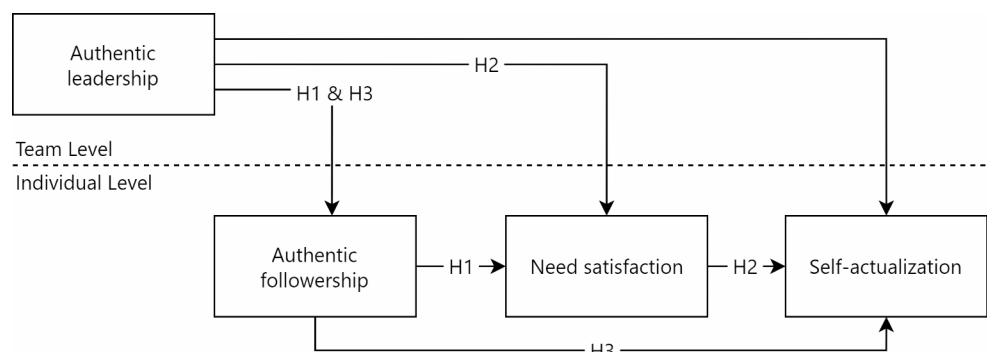 Authentic
leadership
H2
H1 & H3
Team Level
Individual Level
Authentic
followership
H1
Need satisfaction
H2
Self-actualization
H3